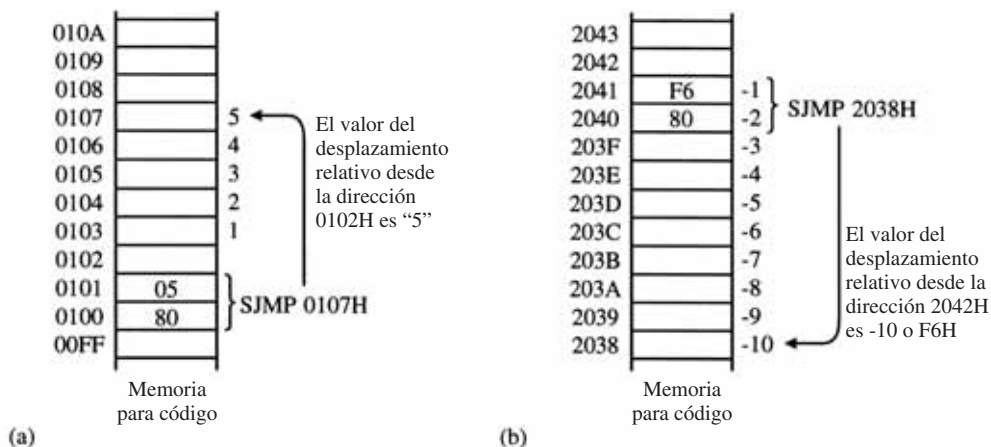 010A
0109
0108
0107 5
0106 4
0105 3
0104 2
0103 1
0102
0101 05
0100 80
00FF
SJMP 0107H
El valor del
desplazamiento
relativo desde
la dirección
0102H es “5”
Memoria
para código
(a)
2043
2042
2041 F6 -1
2040 80 -2
203F -3
203E -4
203D -5
203C -6
203B -7
203A -8
2039 -9
2038 -10
SJMP 2038H
El valor del
desplazamiento
relativo desde la
dirección 2042H
es -10 o F6H
Memoria
para código
(b)